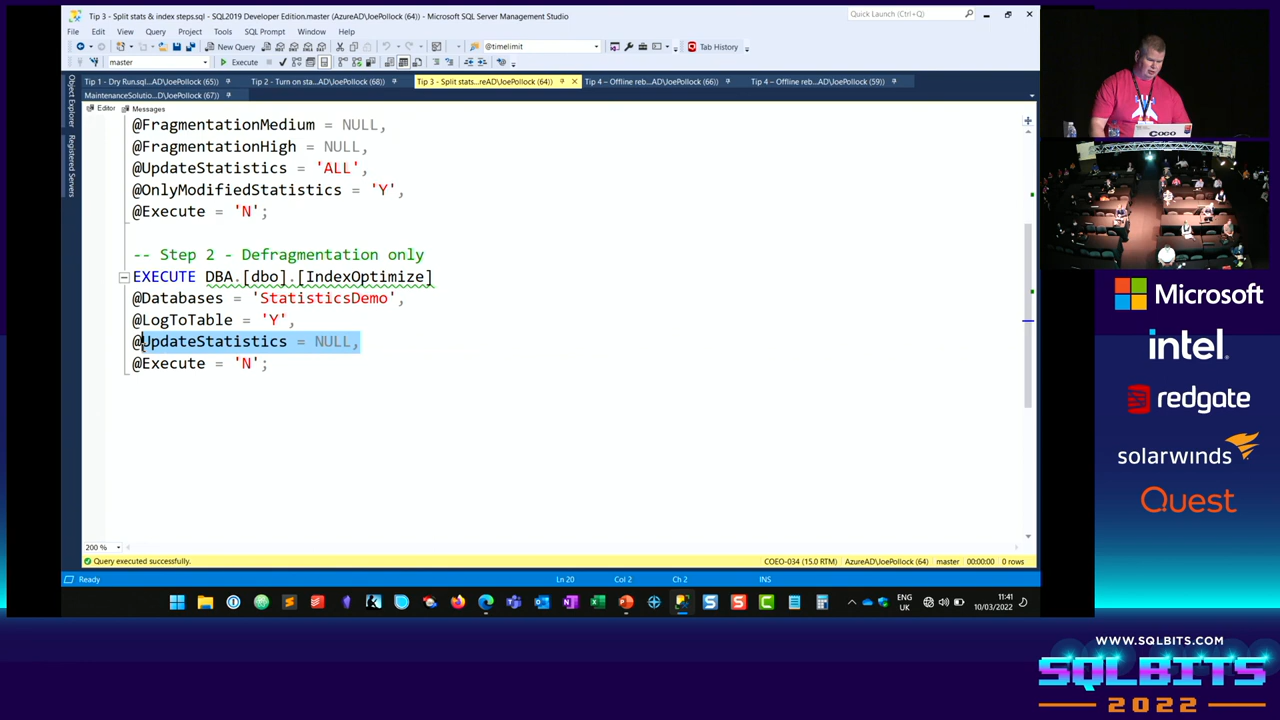 Tip 3 - Split stats & index steps.sql - SQL2019 Developer Edition.master (AzureAD\JoePollock (64)) - Microsoft SQL Server Management Studio
Quick Launch (Ctrl+Q)
File Edit View Query Project Tools SQL Prompt Window Help
New Query @timelimit Tab History
master Execute
Tip 1 - Dry Run.sql...D\JoePollock (65)) Tip 2 - Turn on sta...D\JoePollock (68)) Tip 3 - Split stats...reAD\JoePollock (64)) Tip 4 – Offline reb...AD\JoePollock (66)) Tip 4 – Offline reb...AD\JoePollock (59))
MaintenanceSolutio...D\JoePollock (67))
Object Explorer
Registered Servers
Editor Messages
@FragmentationMedium = NULL,
@FragmentationHigh = NULL,
@UpdateStatistics = 'ALL',
@OnlyModifiedStatistics = 'Y',
@Execute = 'N';
-- Step 2 - Defragmentation only
EXECUTE DBA.[dbo].[IndexOptimize]
@Databases = 'StatisticsDemo',
@LogToTable = 'Y',
@UpdateStatistics = NULL,
@Execute = 'N';
200 %
Query executed successfully. COEO-034 (15.0 RTM) AzureAD\JoePollock (64) master 00:00:00 0 rows
Ready Ln 20 Col 2 Ch 2 INS
ENG
UK
11:41
10/03/2022
Coeo
Microsoft
intel.
redgate
solarwinds
Quest
WWW.SQLBITS.COM
SQLBITS
2022